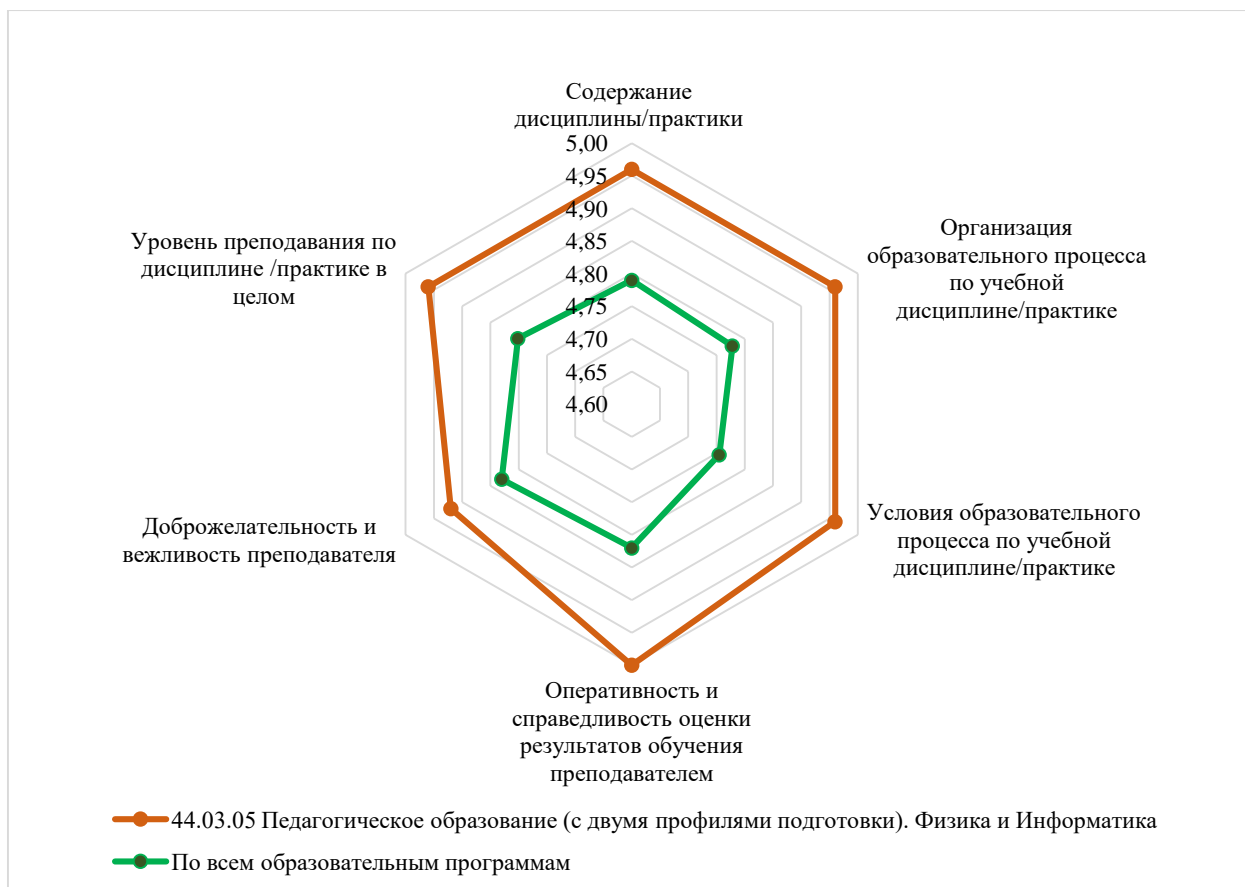 Содержание
дисциплины/практики
5,00
4,95
4,90
4,85
4,80
4,75
4,70
4,65
4,60
Организация
образовательного процесса
по учебной
дисциплине/практике
Условия образовательного
процесса по учебной
дисциплине/практике
Оперативность и
справедливость оценки
результатов обучения
преподавателем
Доброжелательность и
вежливость преподавателя
Уровень преподавания по
дисциплине /практике в
целом
44.03.05 Педагогическое образование (с двумя профилями подготовки). Физика и Информатика
По всем образовательным программам